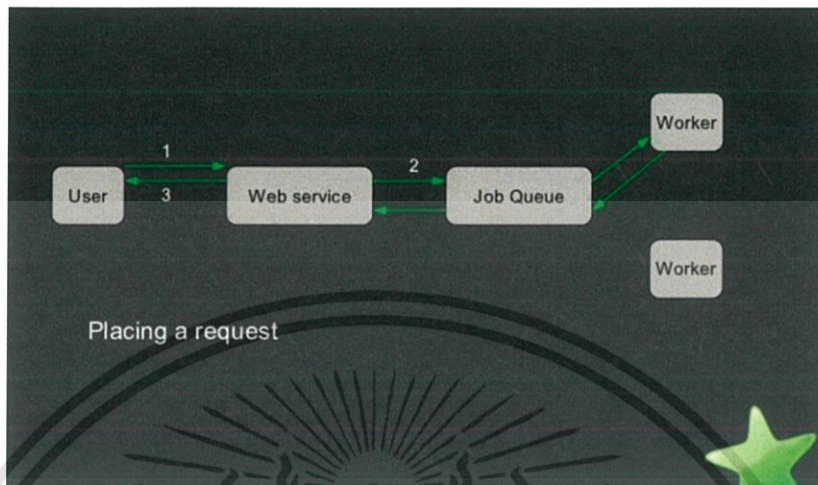 Worker
1
2
User
3
Web service
Job Queue
Worker
Placing a request